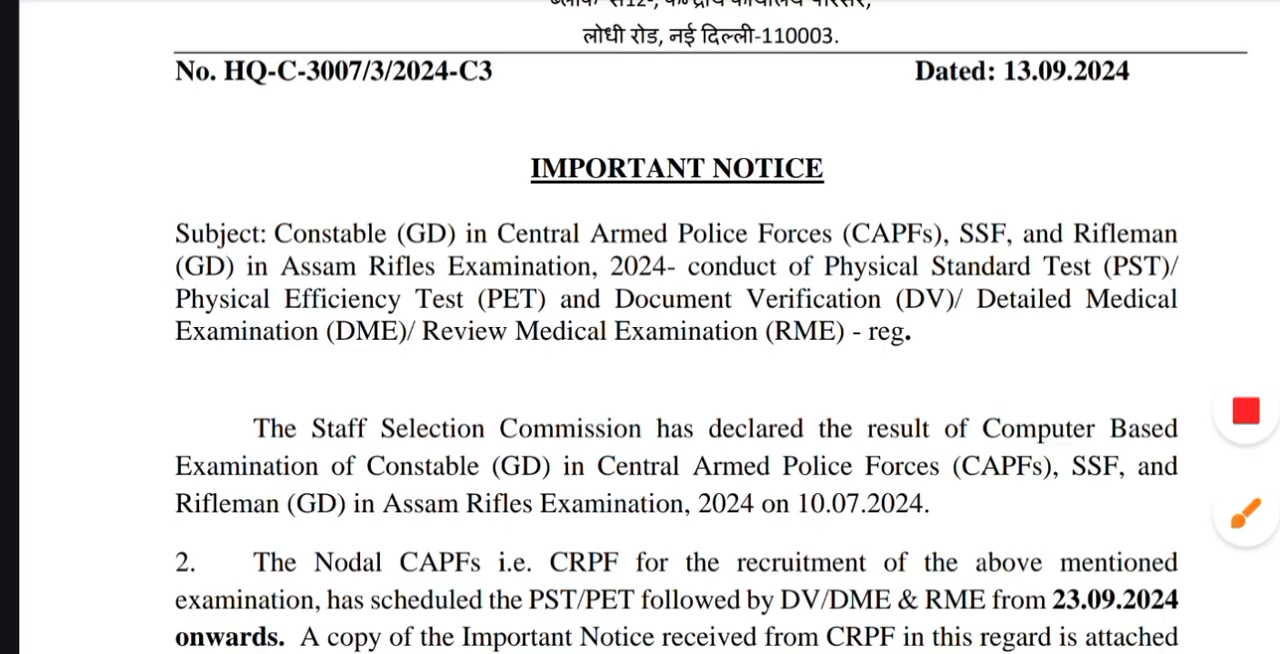 लोधी रोड, नई दिल्ली-110003.
No. HQ-C-3007/3/2024-C3 Dated: 13.09.2024
IMPORTANT NOTICE
Subject: Constable (GD) in Central Armed Police Forces (CAPFs), SSF, and Rifleman
(GD) in Assam Rifles Examination, 2024- conduct of Physical Standard Test (PST)/
Physical Efficiency Test (PET) and Document Verification (DV)/ Detailed Medical
Examination (DME)/ Review Medical Examination (RME) - reg.
The Staff Selection Commission has declared the result of Computer Based
Examination of Constable (GD) in Central Armed Police Forces (CAPFs), SSF, and
Rifleman (GD) in Assam Rifles Examination, 2024 on 10.07.2024.
2. The Nodal CAPFs i.e. CRPF for the recruitment of the above mentioned
examination, has scheduled the PST/PET followed by DV/DME & RME from 23.09.2024
onwards. A copy of the Important Notice received from CRPF in this regard is attached